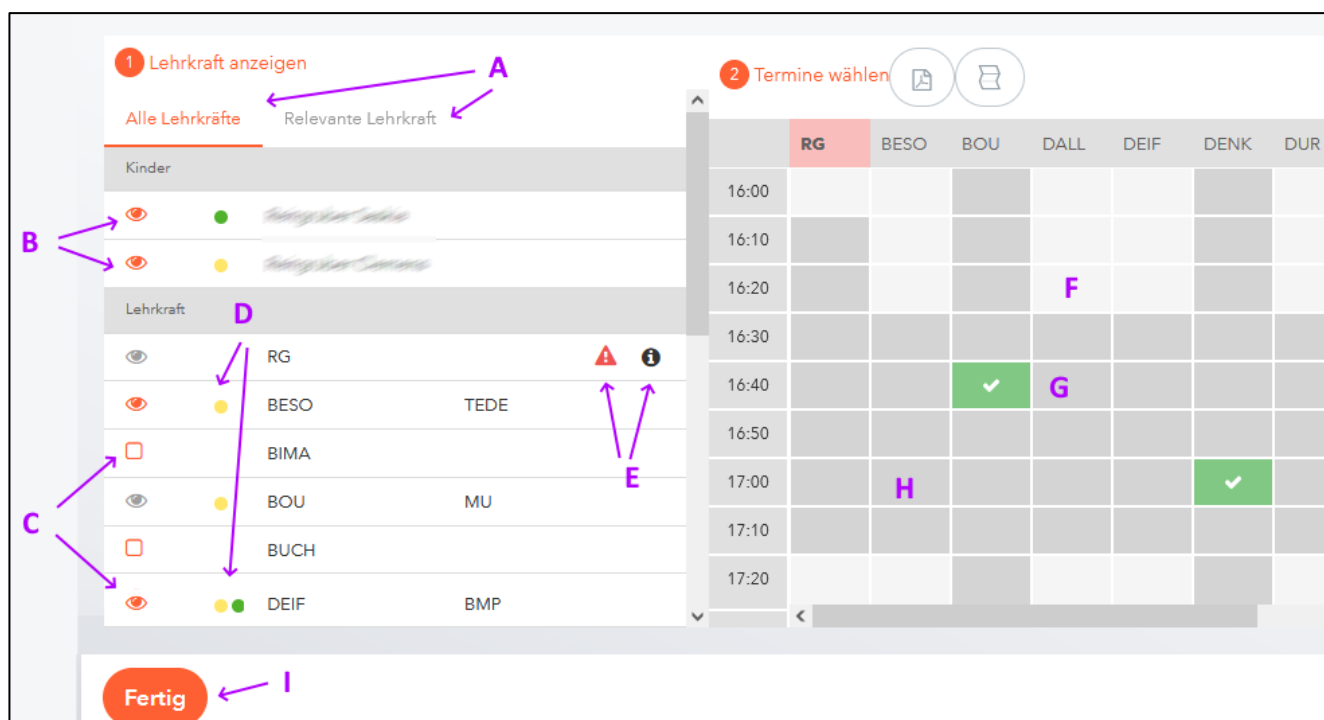 1 Lehrkraft anzeigen
A
Alle Lehrkräfte Relevante Lehrkraft
Kinder
B
Lehrkraft
D
RG
BESO TEDE
BIMA
E
BOU MU
C
BUCH
DEIF BMP
2 Termine wählen
RG BESO BOU DALL DEIF DENK DUR
16:00
16:10
16:20 F
16:30
16:40 G
16:50
17:00 H
17:10
17:20
Fertig I